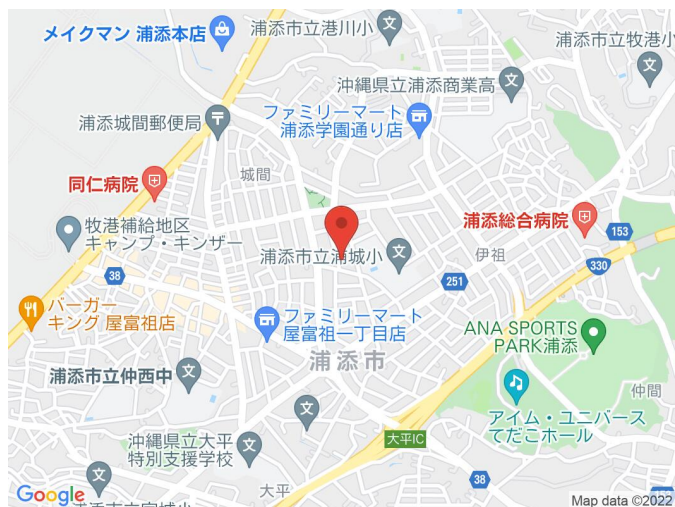 メイクマン 浦添本店
浦添市立港川小
浦添市立牧港小
沖縄県立浦添商業高
ファミリーマート
浦添学園通り店
浦添城間郵便局
城間
同仁病院
浦添総合病院
153
牧港補給地区
キャンプ・キンザー
浦添市立浦城小
伊祖
330
38
251
バーガー
キング 屋富祖店
ファミリーマート
屋富祖一丁目店
ANA SPORTS
PARK浦添
浦添市
浦添市立仲西中
仲間
アイム・ユニバース
てだこホール
沖縄県立大平
特別支援学校
大平IC
38
大平
153
Google
Map data ©2022